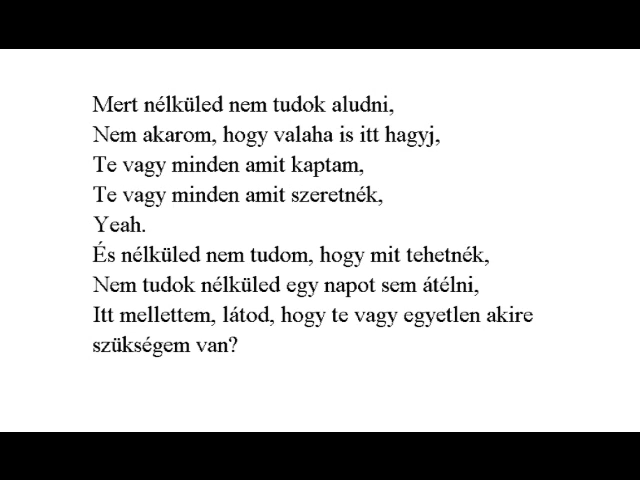 Mert nélküled nem tudok aludni,
Nem akarom, hogy valaha is itt hagyj,
Te vagy minden amit kaptam,
Te vagy minden amit szeretnék,
Yeah.
És nélküled nem tudom, hogy mit tehetnék,
Nem tudok nélküled egy napot sem átélni,
Itt mellettem, látod, hogy te vagy egyetlen akire
szükségem van?